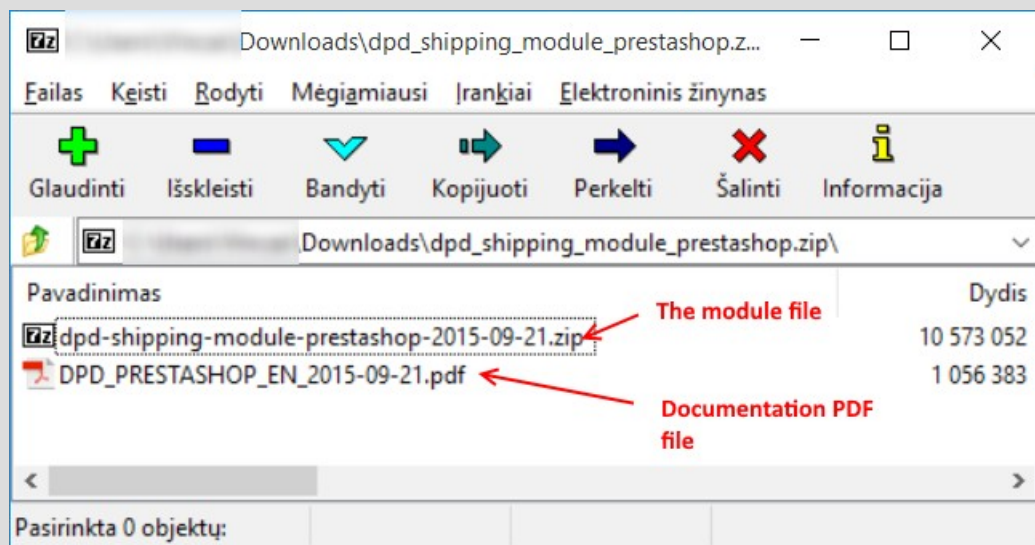 Downloads\dpd_shipping_module_prestashop.z...
Failas Keisti Rodyti Mėgiamiausi Įrankiai Elektroninis žinynas
Glaudinti Išskleisti Bandyti Kopijuoti Perkelti Šalinti Informacija
\Downloads\dpd_shipping_module_prestashop.zip\
Pavadinimas Dydis
The module file
dpd-shipping-module-prestashop-2015-09-21.zip 10 573 052
DPD_PRESTASHOP_EN_2015-09-21.pdf 1 056 383
Documentation PDF
file
Pasirinkta 0 objektų: